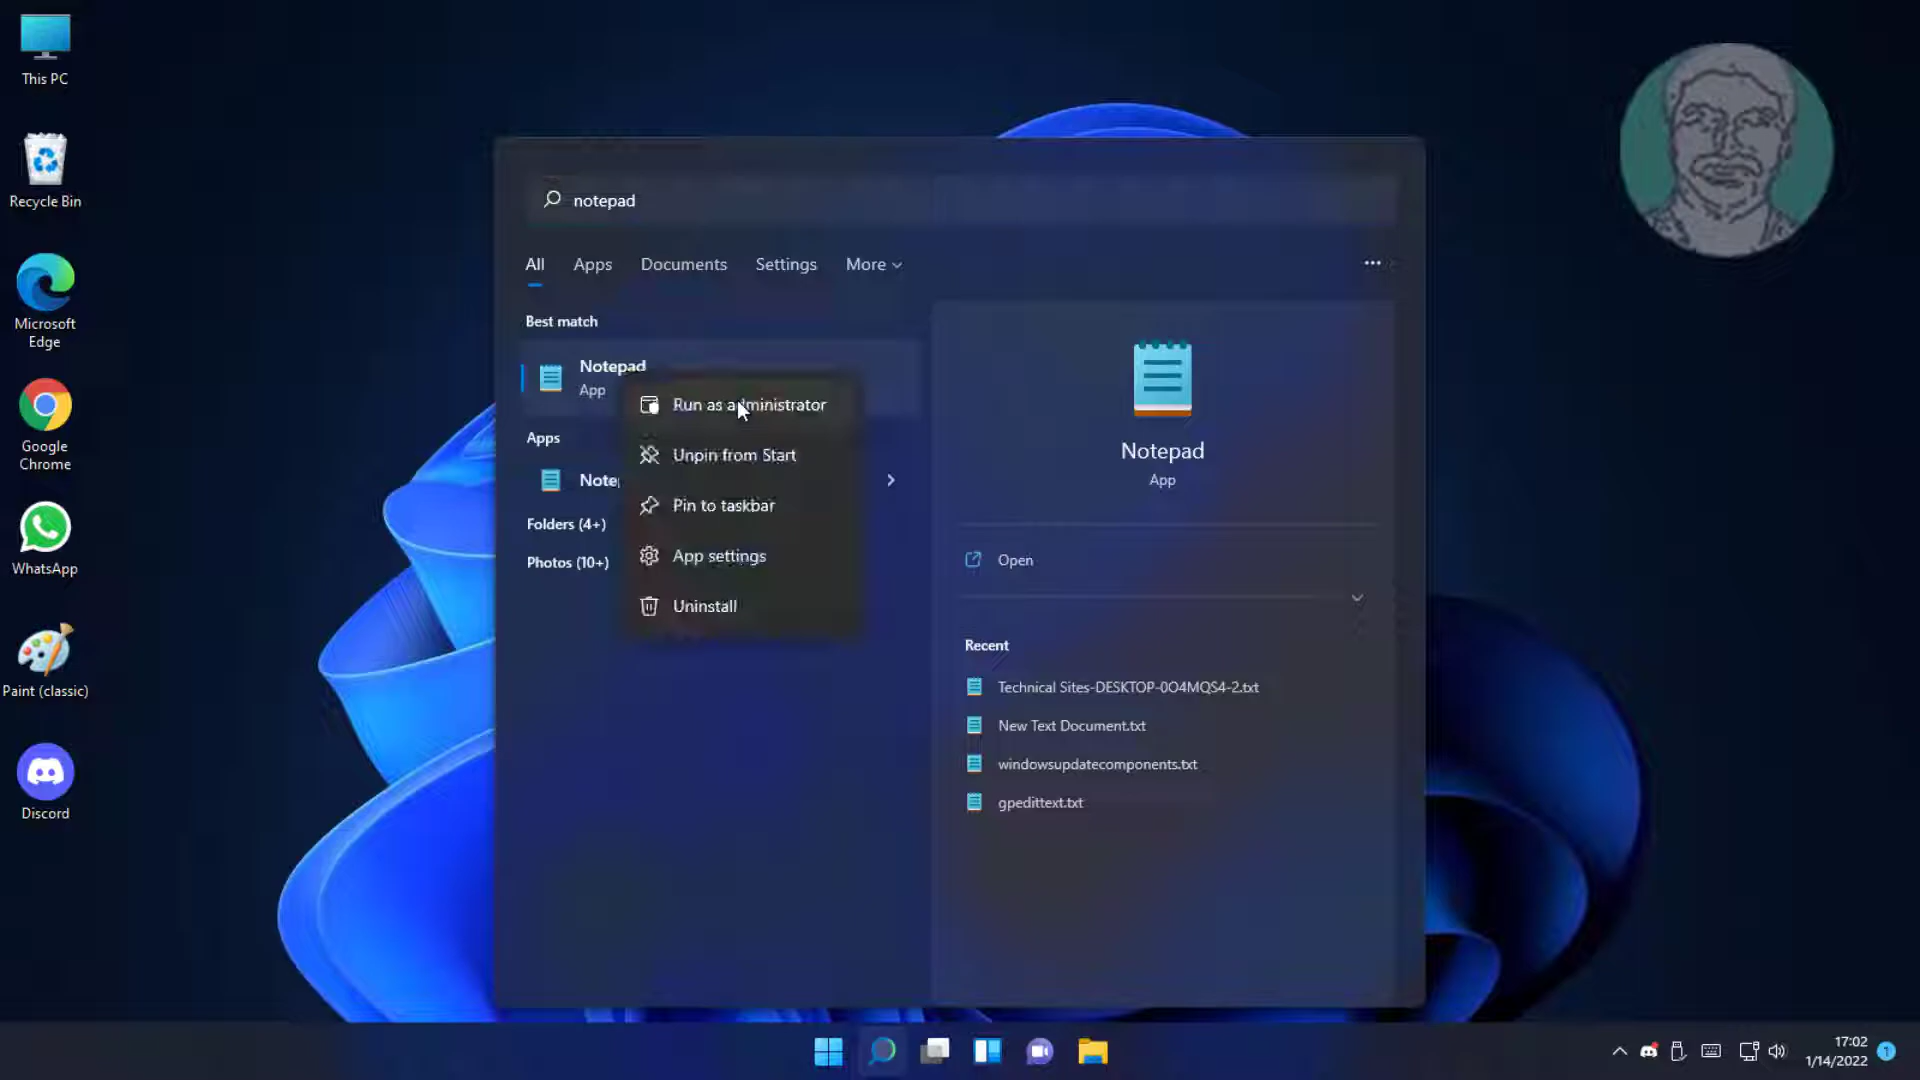 This PC
Recycle Bin
Microsoft
Edge
Google
Chrome
WhatsApp
Paint (classic)
Discord
notepad
All Apps Documents Settings More
Best match
Notepad
App
Apps
Folders (4+)
Photos (10+)
Run as administrator
Unpin from Start
Pin to taskbar
App settings
Uninstall
Notepad
App
Open
Recent
Technical Sites-DESKTOP-0O4MQS4-2.txt
New Text Document.txt
windowsupdatecomponents.txt
gpedittext.txt
17:02
1/14/2022
1